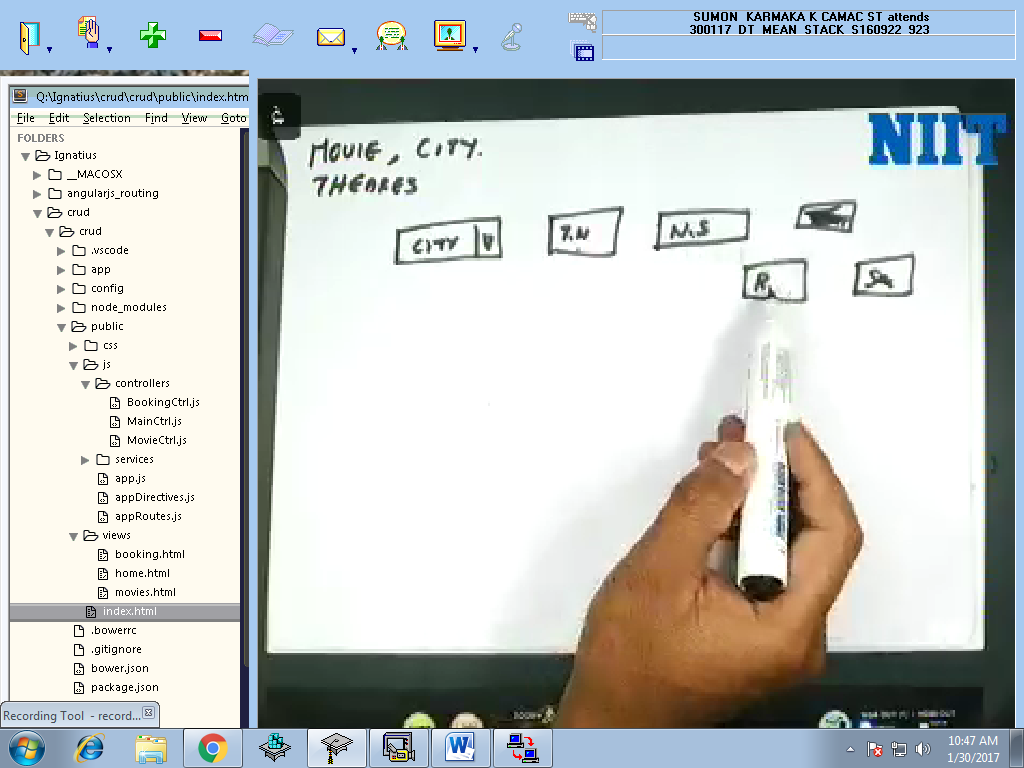 SUMON KARMAKA K CAMAC ST attends
300117 DT MEAN STACK S160922 923
Q:\Ignatius\crud\crud\public\index.htm
File Edit Selection Find View Goto
FOLDERS
Ignatius
__MACOSX
angularjs_routing
crud
crud
.vscode
app
config
node_modules
public
css
js
controllers
BookingCtrl.js
MainCtrl.js
MovieCtrl.js
services
app.js
appDirectives.js
appRoutes.js
views
booking.html
home.html
movies.html
index.html
.bowerrc
.gitignore
bower.json
package.json
NIIT
MOVIE, CITY.
THEARES
CITY
T.N
N.S
R
Recording Tool - record...
10:47 AM
1/30/2017